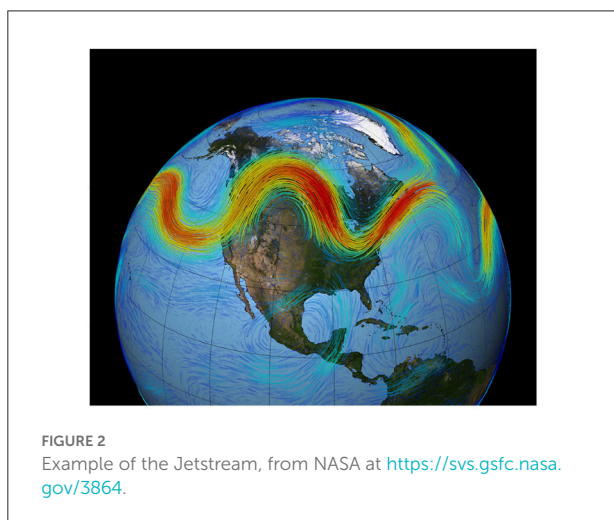 FIGURE 2
Example of the Jetstream, from NASA at https://svs.gsfc.nasa.
gov/3864.